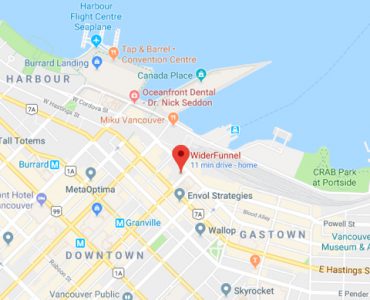 Harbour
Flight Centre
Seaplane
Tap & Barrel -
Convention Centre
Burrard Landing
Canada Place
HARBOUR
Oceanfront Dental -
Dr. Nick Seddon
W Cordova St
W Hastings St
7A
Miku Vancouver
Tall Totems
WiderFunnel
11 min drive - home
CRAB Park
at Portside
Burrard
M
MetaOptima
Envol Strategies
Vancouver
M
Granville
Alexander
Powell St
Blood Alley
Wallop
GASTOWN
Vancouver
Museum &
DOWNTOWN
M
7A
E Hastings St
Robson St
Skyrocket
E Pender
Vancouver Public